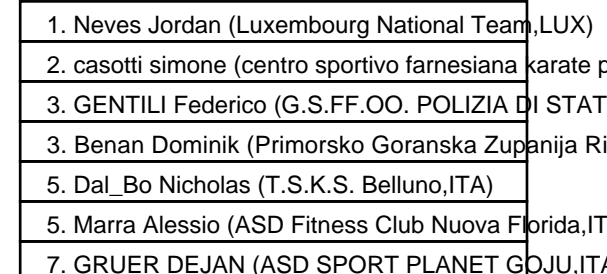 1. Neves Jordan (Luxembourg National Team,LUX)
2. casotti simone (centro sportivo farnesiana karate p
3. GENTILI Federico (G.S.FF.OO. POLIZIA DI STAT
3. Benan Dominik (Primorsko Goranska Zupanija Ri
5. Dal_Bo Nicholas (T.S.K.S. Belluno,ITA)
5. Marra Alessio (ASD Fitness Club Nuova Florida,IT
7. GRUER DEJAN (ASD SPORT PLANET GOJU,ITA